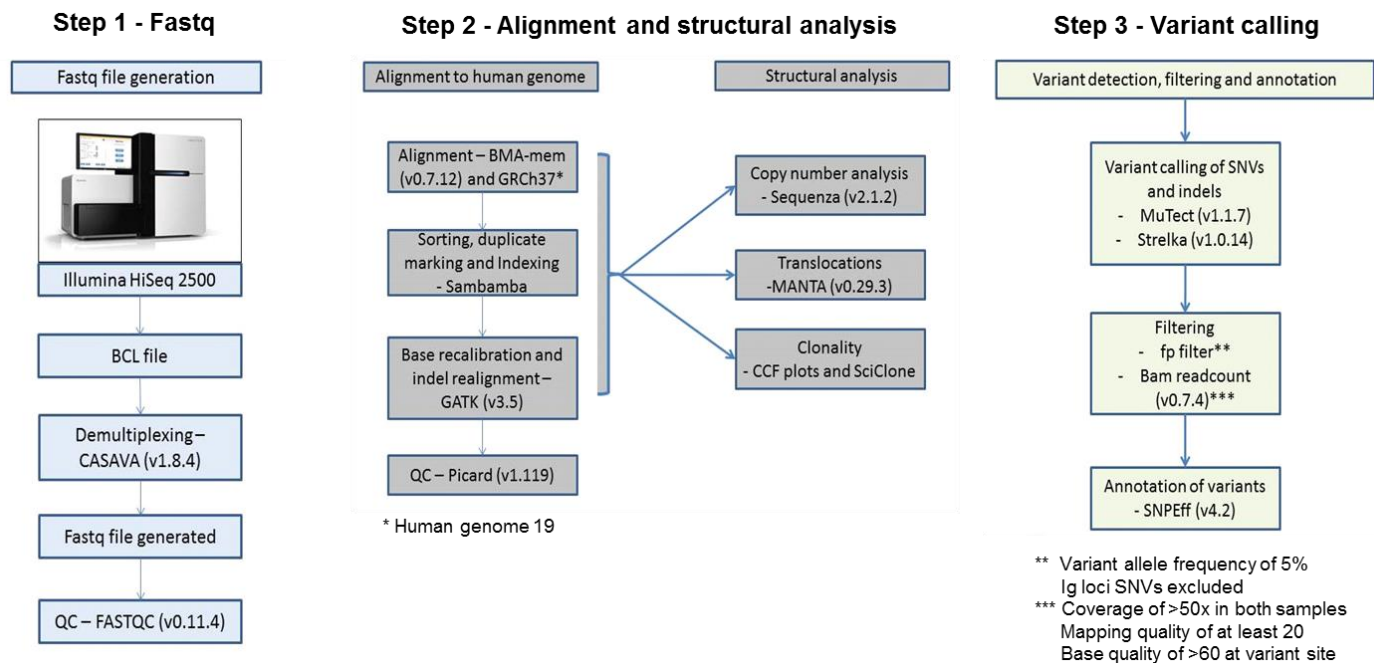 Step 1 - Fastq
Fastq file generation
Illumina HiSeq 2500
BCL file
Demultiplexing–
CASAVA (v1.8.4)
Fastq file generated
QC – FASTQC (v0.11.4)
Step 2 - Alignment and structural analysis
Alignment to human genome
Alignment – BMA-mem
(v0.7.12) and GRCh37*
Sorting, duplicate
marking and Indexing
- Sambamba
Base recalibration and
indel realignment–
GATK (v3.5)
QC – Picard (v1.119)
* Human genome 19
Structural analysis
Copy number analysis
- Sequenza (v2.1.2)
Translocations
-MANTA (v0.29.3)
Clonality
- CCF plots and SciClone
Step 3 - Variant calling
Variant detection, filtering and annotation
Variant calling of SNVs
and indels
- MuTect (v1.1.7)
- Strelka (v1.0.14)
Filtering
- fp filter**
- Bam readcount
(v0.7.4)***
Annotation of variants
- SNPEff (v4.2)
** Variant allele frequency of 5%
Ig loci SNVs excluded
*** Coverage of >50x in both samples
Mapping quality of at least 20
Base quality of >60 at variant site